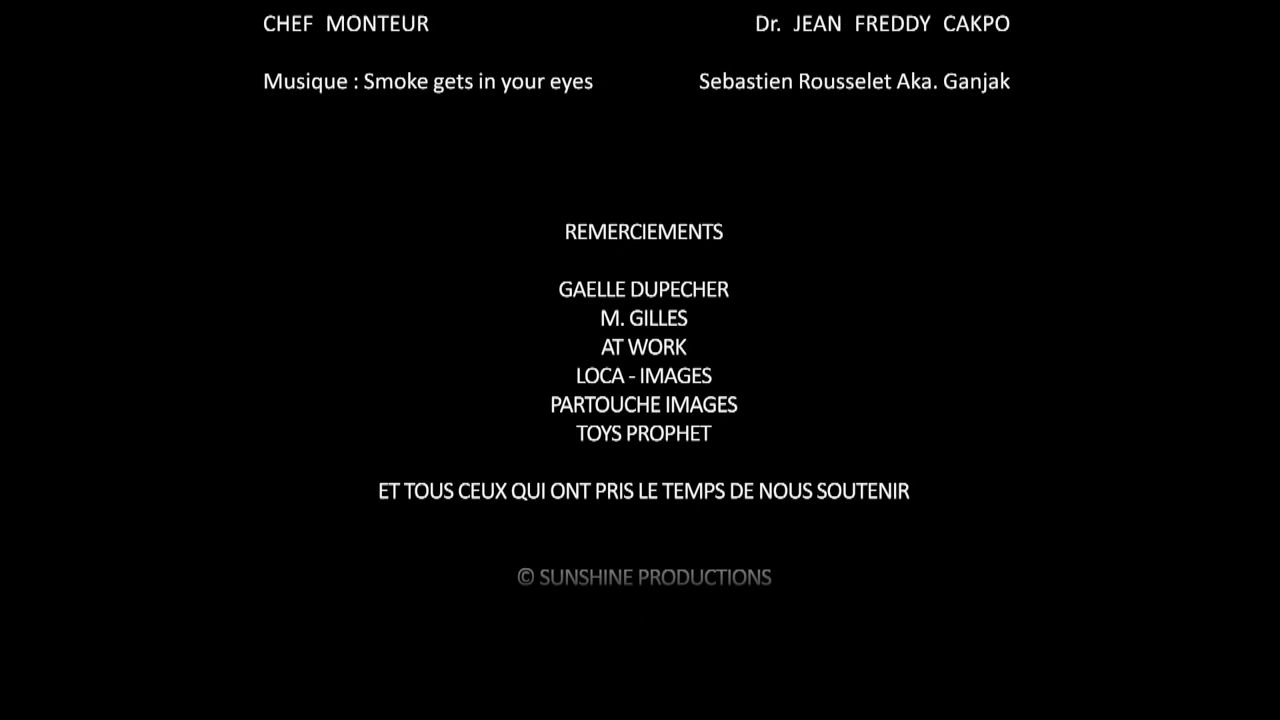 CHEF MONTEUR Dr. JEAN FREDDY CAKPO
Musique : Smoke gets in your eyes Sebastien Rousselet Aka. Ganjak
REMERCIEMENTS
GAELLE DUPECHER
M. GILLES
AT WORK
LOCA - IMAGES
PARTOUCHE IMAGES
TOYS PROPHET
ET TOUS CEUX QUI ONT PRIS LE TEMPS DE NOUS SOUTENIR
© SUNSHINE PRODUCTIONS